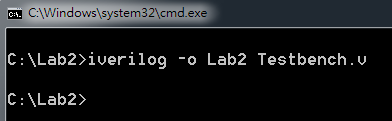 C:\Windows\system32\cmd.exe
C:\Lab2>iverilog -o Lab2 Testbench.v
C:\Lab2>